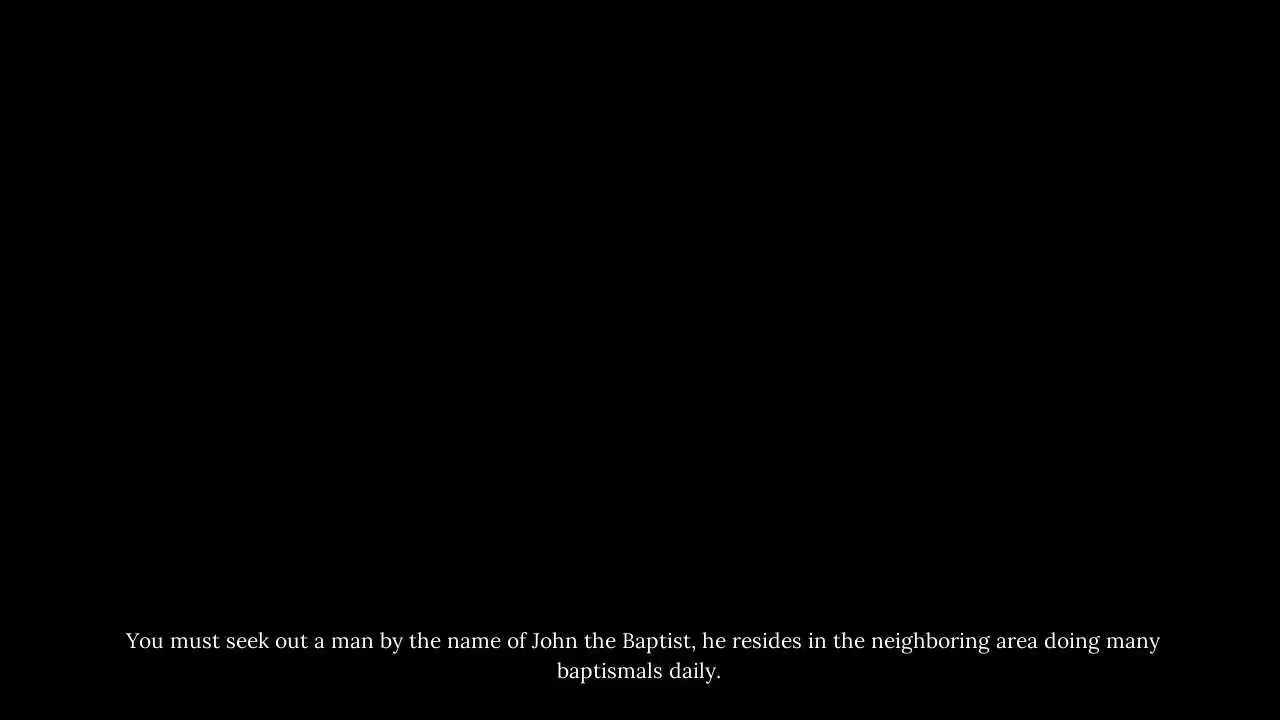 You must seek out a man by the name of John the Baptist, he resides in the neighboring area doing many
baptismals daily.